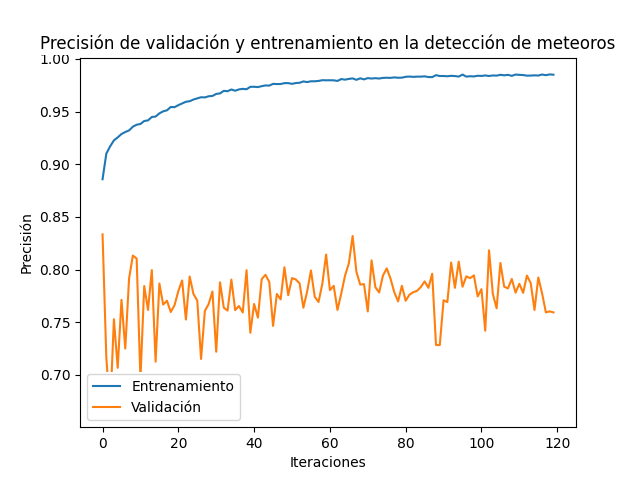 Precisión de validación y entrenamiento en la detección de meteoros
1.00
0.95
0.90
0.85
0.80
0.75
0.70
Precisión
Entrenamiento
Validación
0 20 40 60 80 100 120
Iteraciones